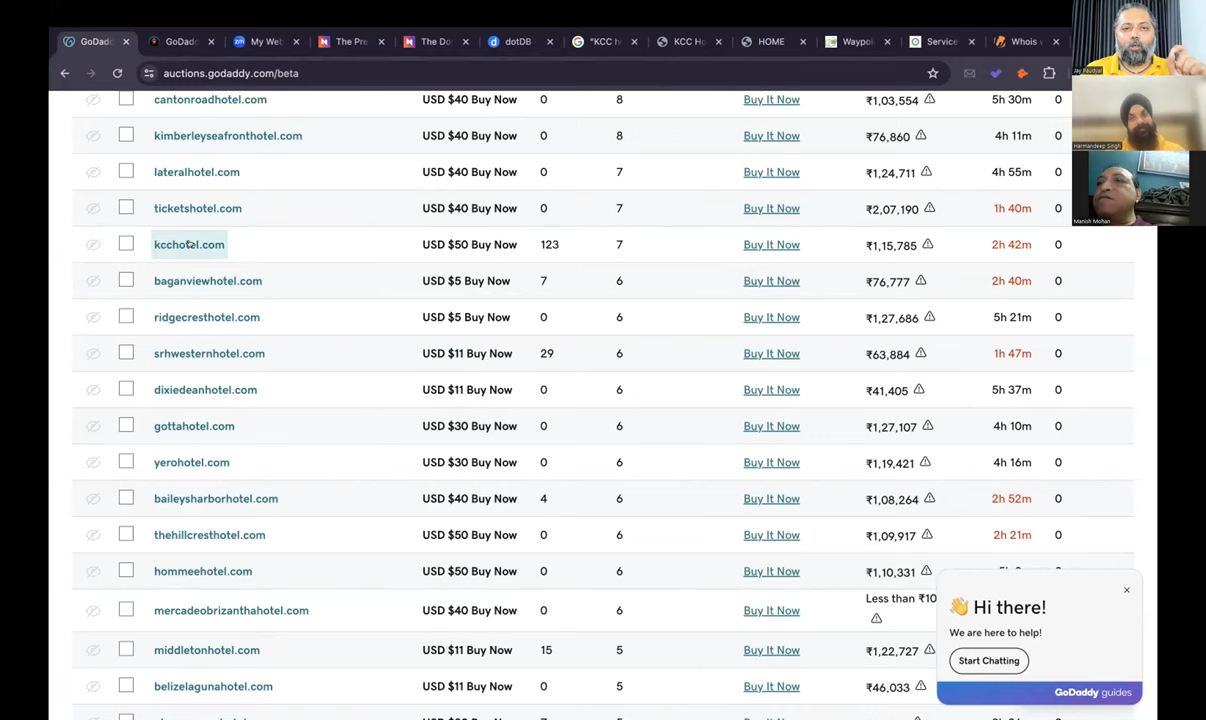 GoDadd
GoDadd
My Web
The Pre
The Do
dotDB
"KCC h
KCC H
HOME
Waypo
Service
Whois
auctions.godaddy.com/beta
Jay Paudyal
Harmandeep Singh
Manish Mohan
cantonroadhotel.com USD $40 Buy Now 0 8 Buy It Now ₹1,03,554 5h 30m 0
kimberleyseafronthotel.com USD $40 Buy Now 0 8 Buy It Now ₹76,860 4h 11m 0
lateralhotel.com USD $40 Buy Now 0 7 Buy It Now ₹1,24,711 4h 55m 0
ticketshotel.com USD $40 Buy Now 0 7 Buy It Now ₹2,07,190 1h 40m 0
kcchotel.com USD $50 Buy Now 123 7 Buy It Now ₹1,15,785 2h 42m 0
baganviewhotel.com USD $5 Buy Now 7 6 Buy It Now ₹76,777 2h 40m 0
ridgecresthotel.com USD $5 Buy Now 0 6 Buy It Now ₹1,27,686 5h 21m 0
srhwesternhotel.com USD $11 Buy Now 29 6 Buy It Now ₹63,884 1h 47m 0
dixiedeanhotel.com USD $11 Buy Now 0 6 Buy It Now ₹41,405 5h 37m 0
gottahotel.com USD $30 Buy Now 0 6 Buy It Now ₹1,27,107 4h 10m 0
yerohotel.com USD $30 Buy Now 0 6 Buy It Now ₹1,19,421 4h 16m 0
baileysharborhotel.com USD $40 Buy Now 4 6 Buy It Now ₹1,08,264 2h 52m 0
thehillcresthotel.com USD $50 Buy Now 0 6 Buy It Now ₹1,09,917 2h 21m 0
hommeehotel.com USD $50 Buy Now 0 6 Buy It Now ₹1,10,331
mercadeobrizanthahotel.com USD $40 Buy Now 0 6 Buy It Now Less than ₹10
middletonhotel.com USD $11 Buy Now 15 5 Buy It Now ₹1,22,727
belizelagunahotel.com USD $11 Buy Now 0 5 Buy It Now ₹46,033
Hi there!
We are here to help!
Start Chatting
GoDaddy guides